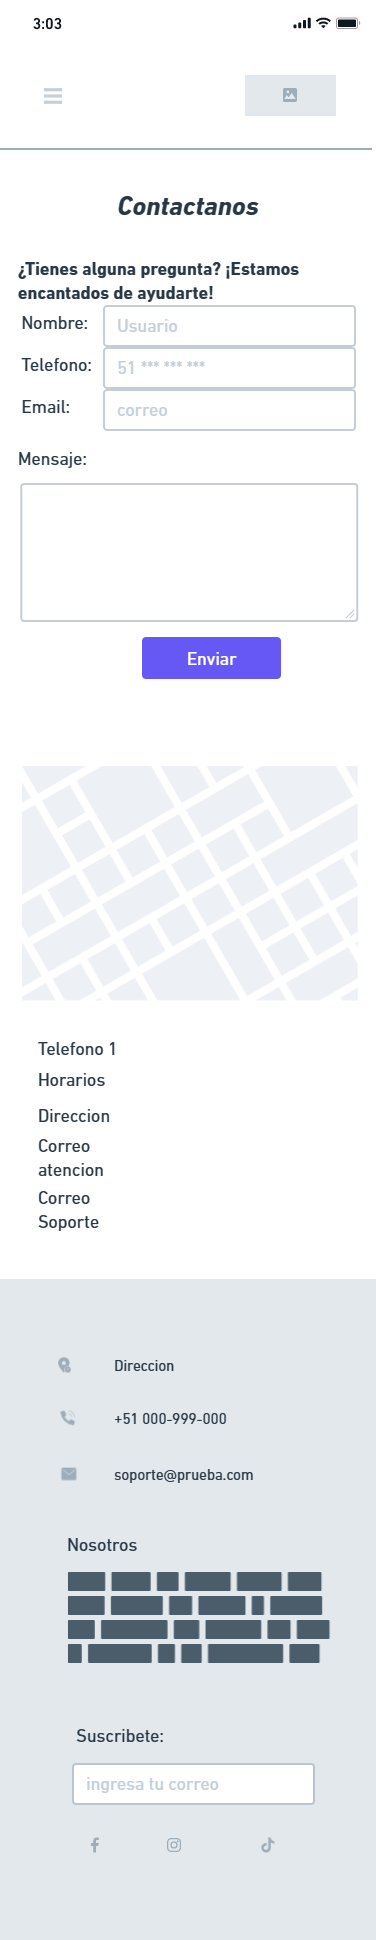 3:03
Contactanos
¿Tienes alguna pregunta? ¡Estamos
encantados de ayudarte!
Nombre:
Usuario
Telefono:
51 *** *** ***
Email:
correo
Mensaje:
Enviar
Telefono 1
Horarios
Direccion
Correo
atencion
Correo
Soporte
Direccion
+51 000-999-000
soporte@prueba.com
Nosotros
Suscribete:
ingresa tu correo